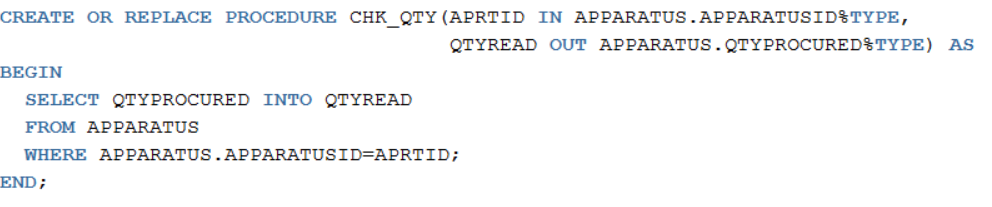 CREATE OR REPLACE PROCEDURE CHK_QTY(APRTID IN APPARATUS.APPARATUSID%TYPE,
QTYREAD OUT APPARATUS.QTYPROCURED%TYPE) AS
BEGIN
SELECT QTYPROCURED INTO QTYREAD
FROM APPARATUS
WHERE APPARATUS.APPARATUSID=APRTID;
END;